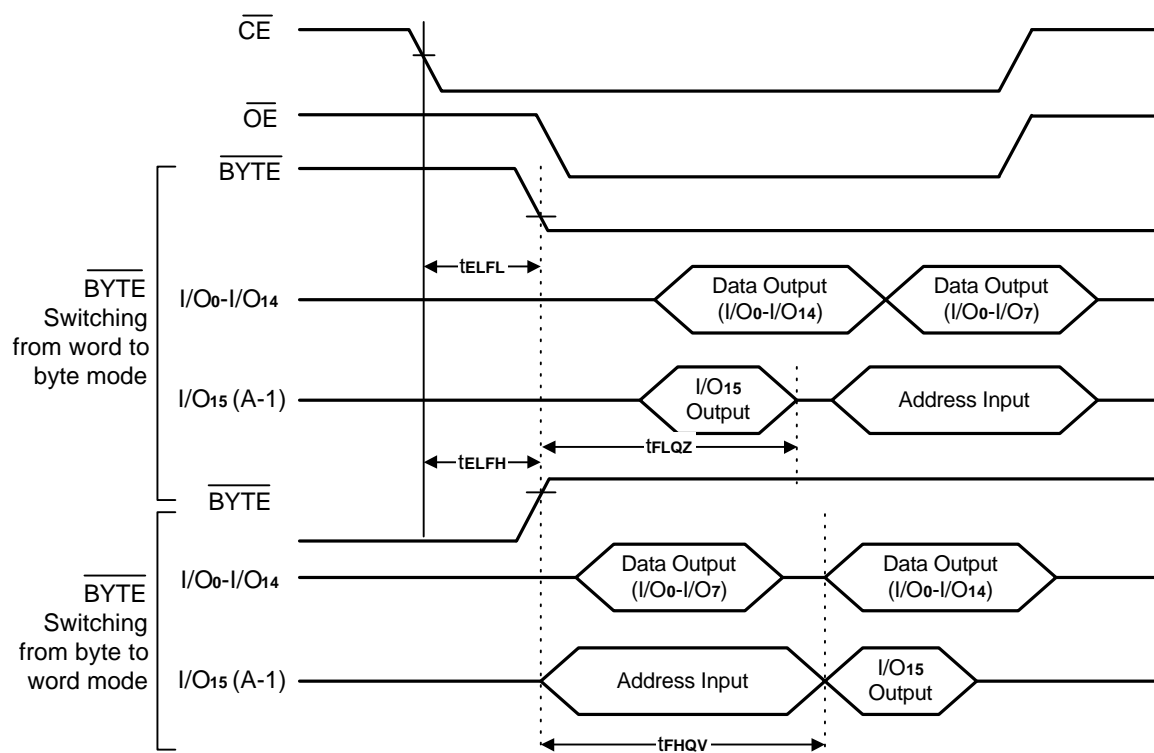 CE
OE
BYTE
tELFL
BYTE
Switching
from word to
byte mode
I/O0-I/O14
Data Output
(I/O0-I/O14)
Data Output
(I/O0-I/O7)
I/O15 (A-1)
I/O15
Output
Address Input
tELFH
tFLQZ
BYTE
BYTE
Switching
from byte to
word mode
I/O0-I/O14
Data Output
(I/O0-I/O7)
Data Output
(I/O0-I/O14)
I/O15 (A-1)
Address Input
I/O15
Output
tFHQV